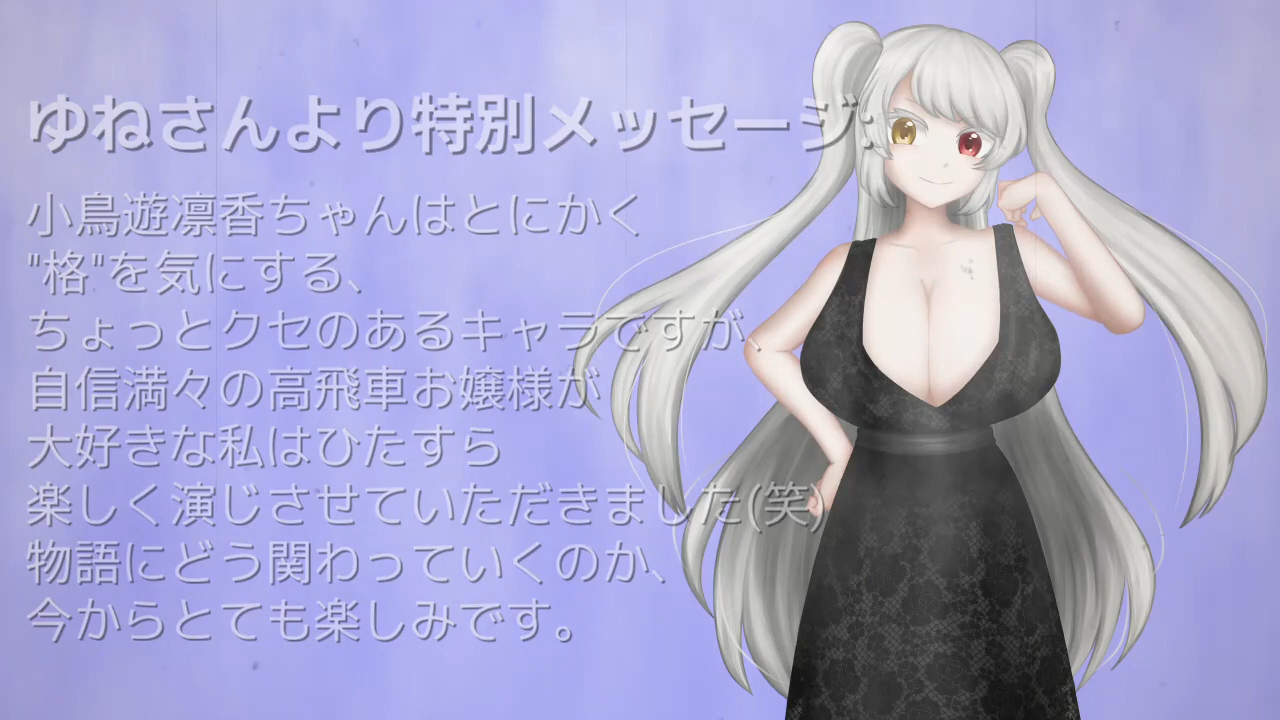 ゆねさんより特別メッセージ:
小鳥遊凛香ちゃんはとにかく
"格"を気にする、
ちょっとクセのあるキャラですが、
自信満々の高飛車お嬢様が
大好きな私はひたすら
楽しく演じさせていただきました(笑)
物語にどう関わっていくのか、
今からとても楽しみです。